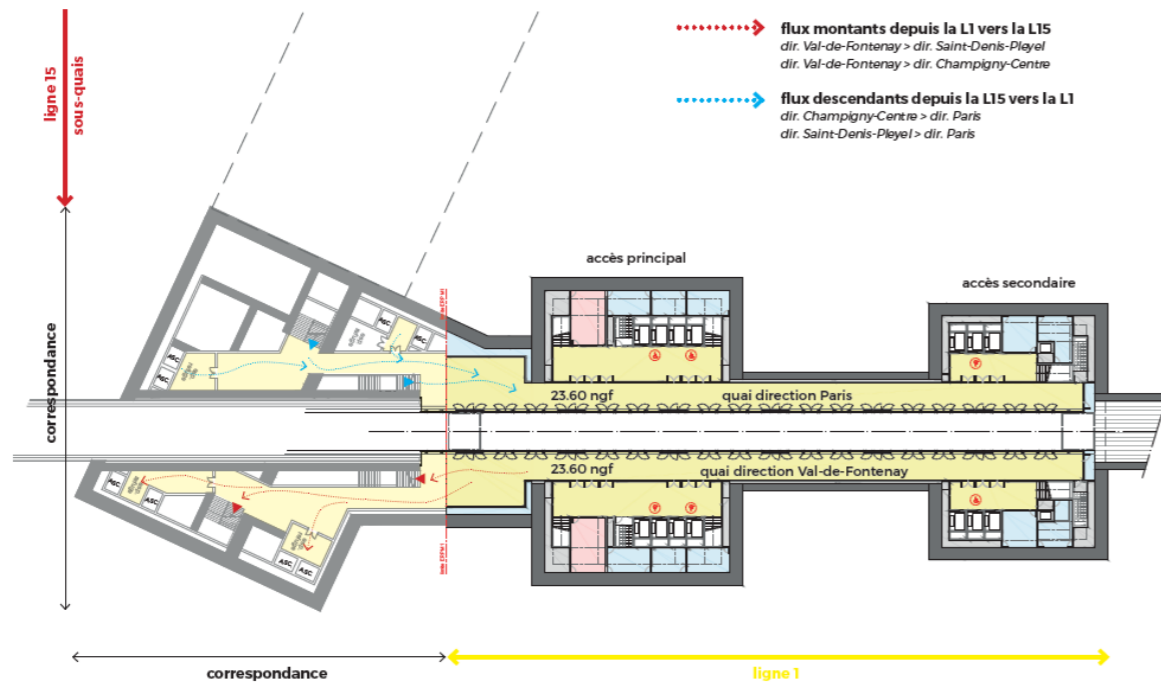 flux montants depuis la L1 vers la L15
dir. Val-de-Fontenay > dir. Saint-Denis-Pleyel
dir. Val-de-Fontenay > dir. Champigny-Centre
flux descendants depuis la L15 vers la L1
dir. Champigny-Centre > dir. Paris
dir. Saint-Denis-Pleyel > dir. Paris
ligne 15
sous-quais
correspondance
accès principal
accès secondaire
ASC
ASC
ASC
ASC
23.60 ngf
quai direction Paris
23.60 ngf
quai direction Val-de-Fontenay
ASC
ASC
ASC
ASC
correspondance
ligne 1